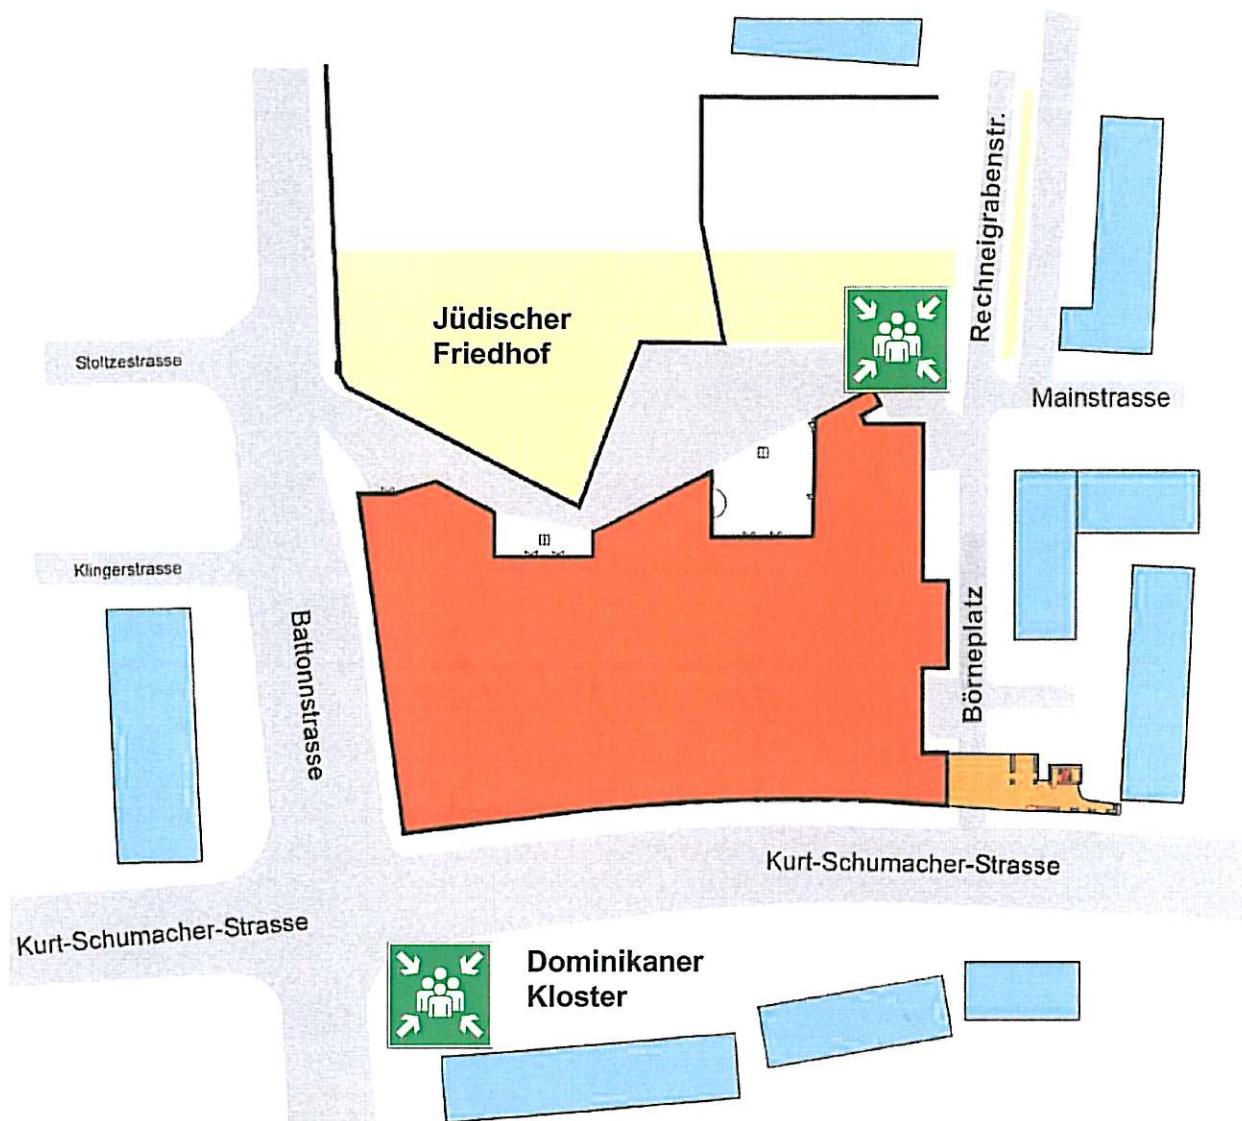 Rechneigrabenstr.
Jüdischer
Friedhof
Stoltzestrasse
Mainstrasse
Klingerstrasse
Battonnstrasse
Börneplatz
Kurt-Schumacher-Strasse
Kurt-Schumacher-Strasse
Dominikaner
Kloster